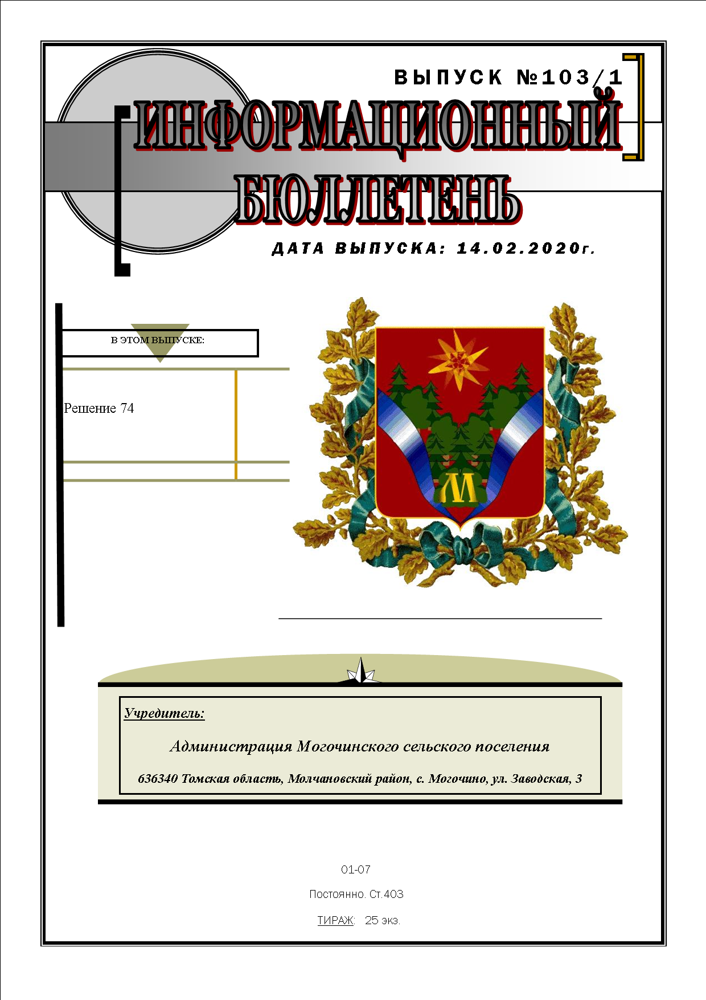 ВЫПУСК №103/1
ИНФОРМАЦИОННЫЙ
БЮЛЛЕТЕНЬ
ДАТА ВЫПУСКА: 14.02.2020г.
В ЭТОМ ВЫПУСКЕ:
Решение 74
М
Учредитель:
Администрация Могочинского сельского поселения
636340 Томская область, Молчановский район, с. Могочино, ул. Заводская, 3
01-07
Постоянно. Ст.403
ТИРАЖ: 25 экз.